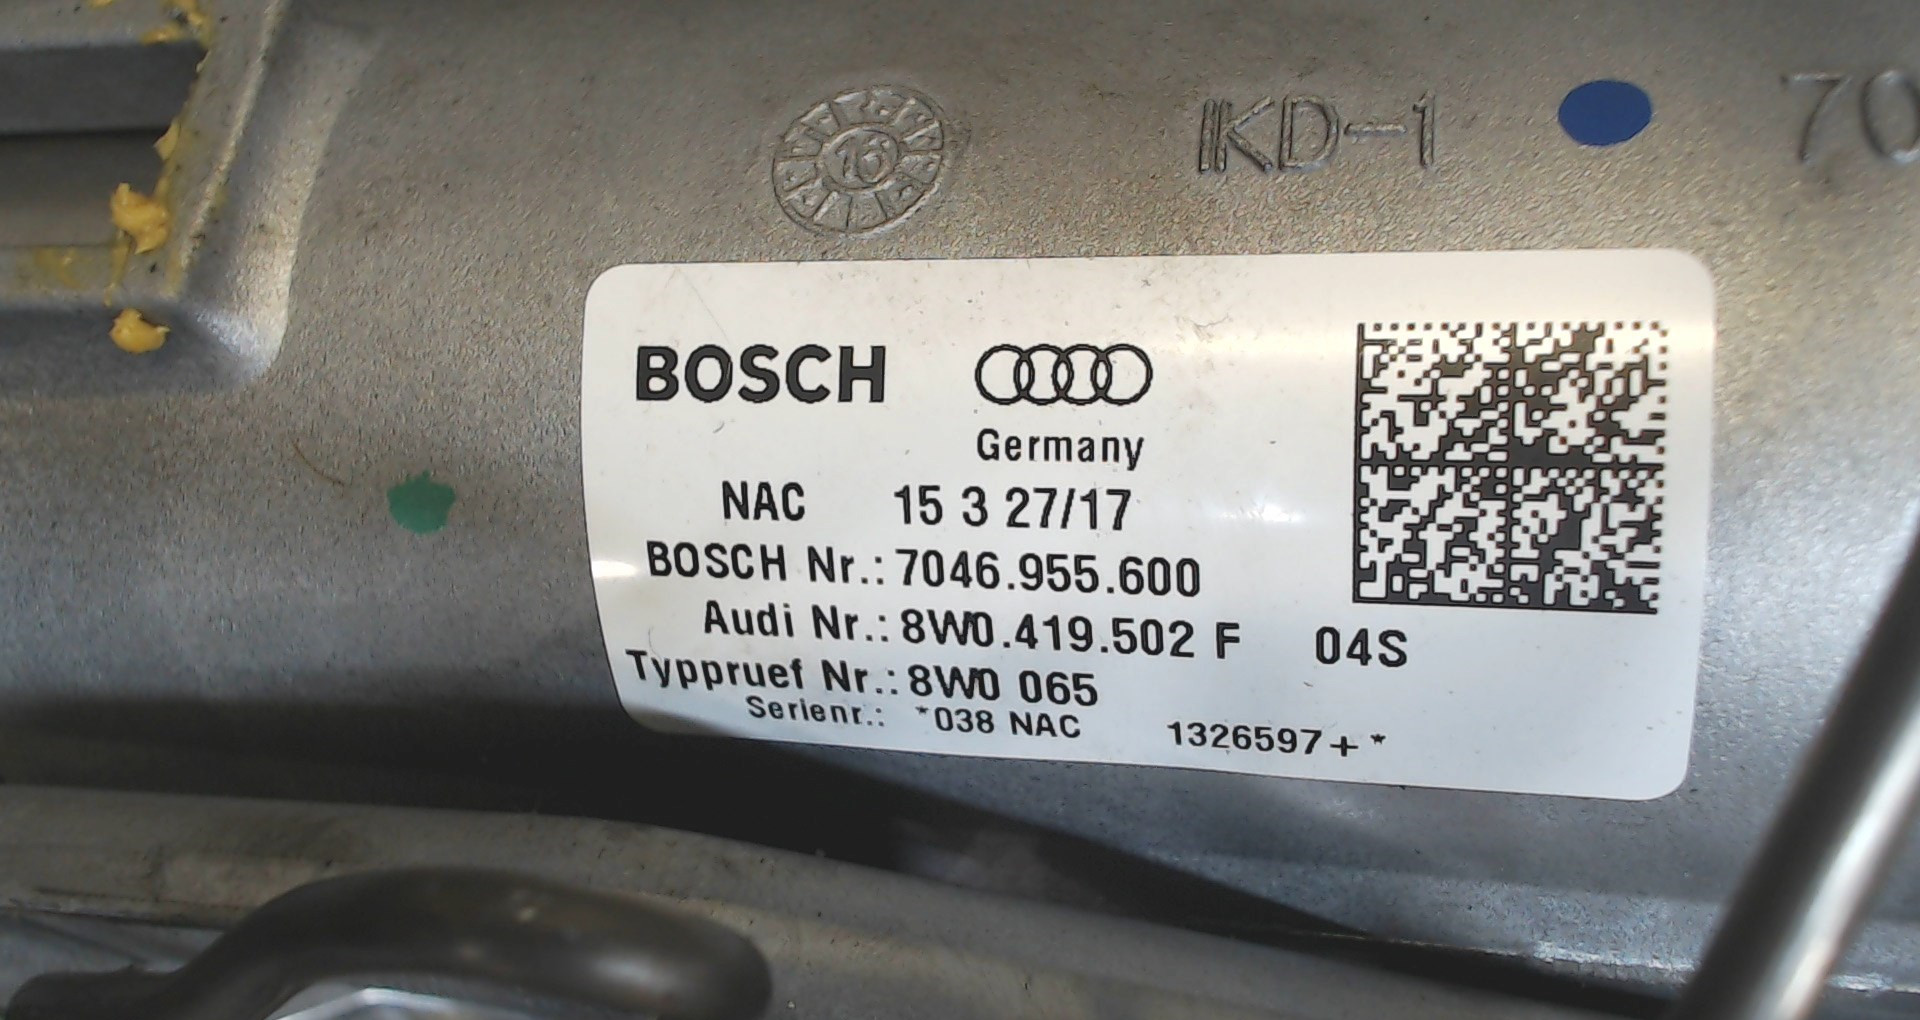 16
KD-1
70
BOSCH
Germany
NAC 15 3 27/17
BOSCH Nr.: 7046.955.600
Audi Nr.: 8W0.419.502 F 04S
Typpruef Nr.: 8W0 065
Serienr.: *038 NAC 1326597+*